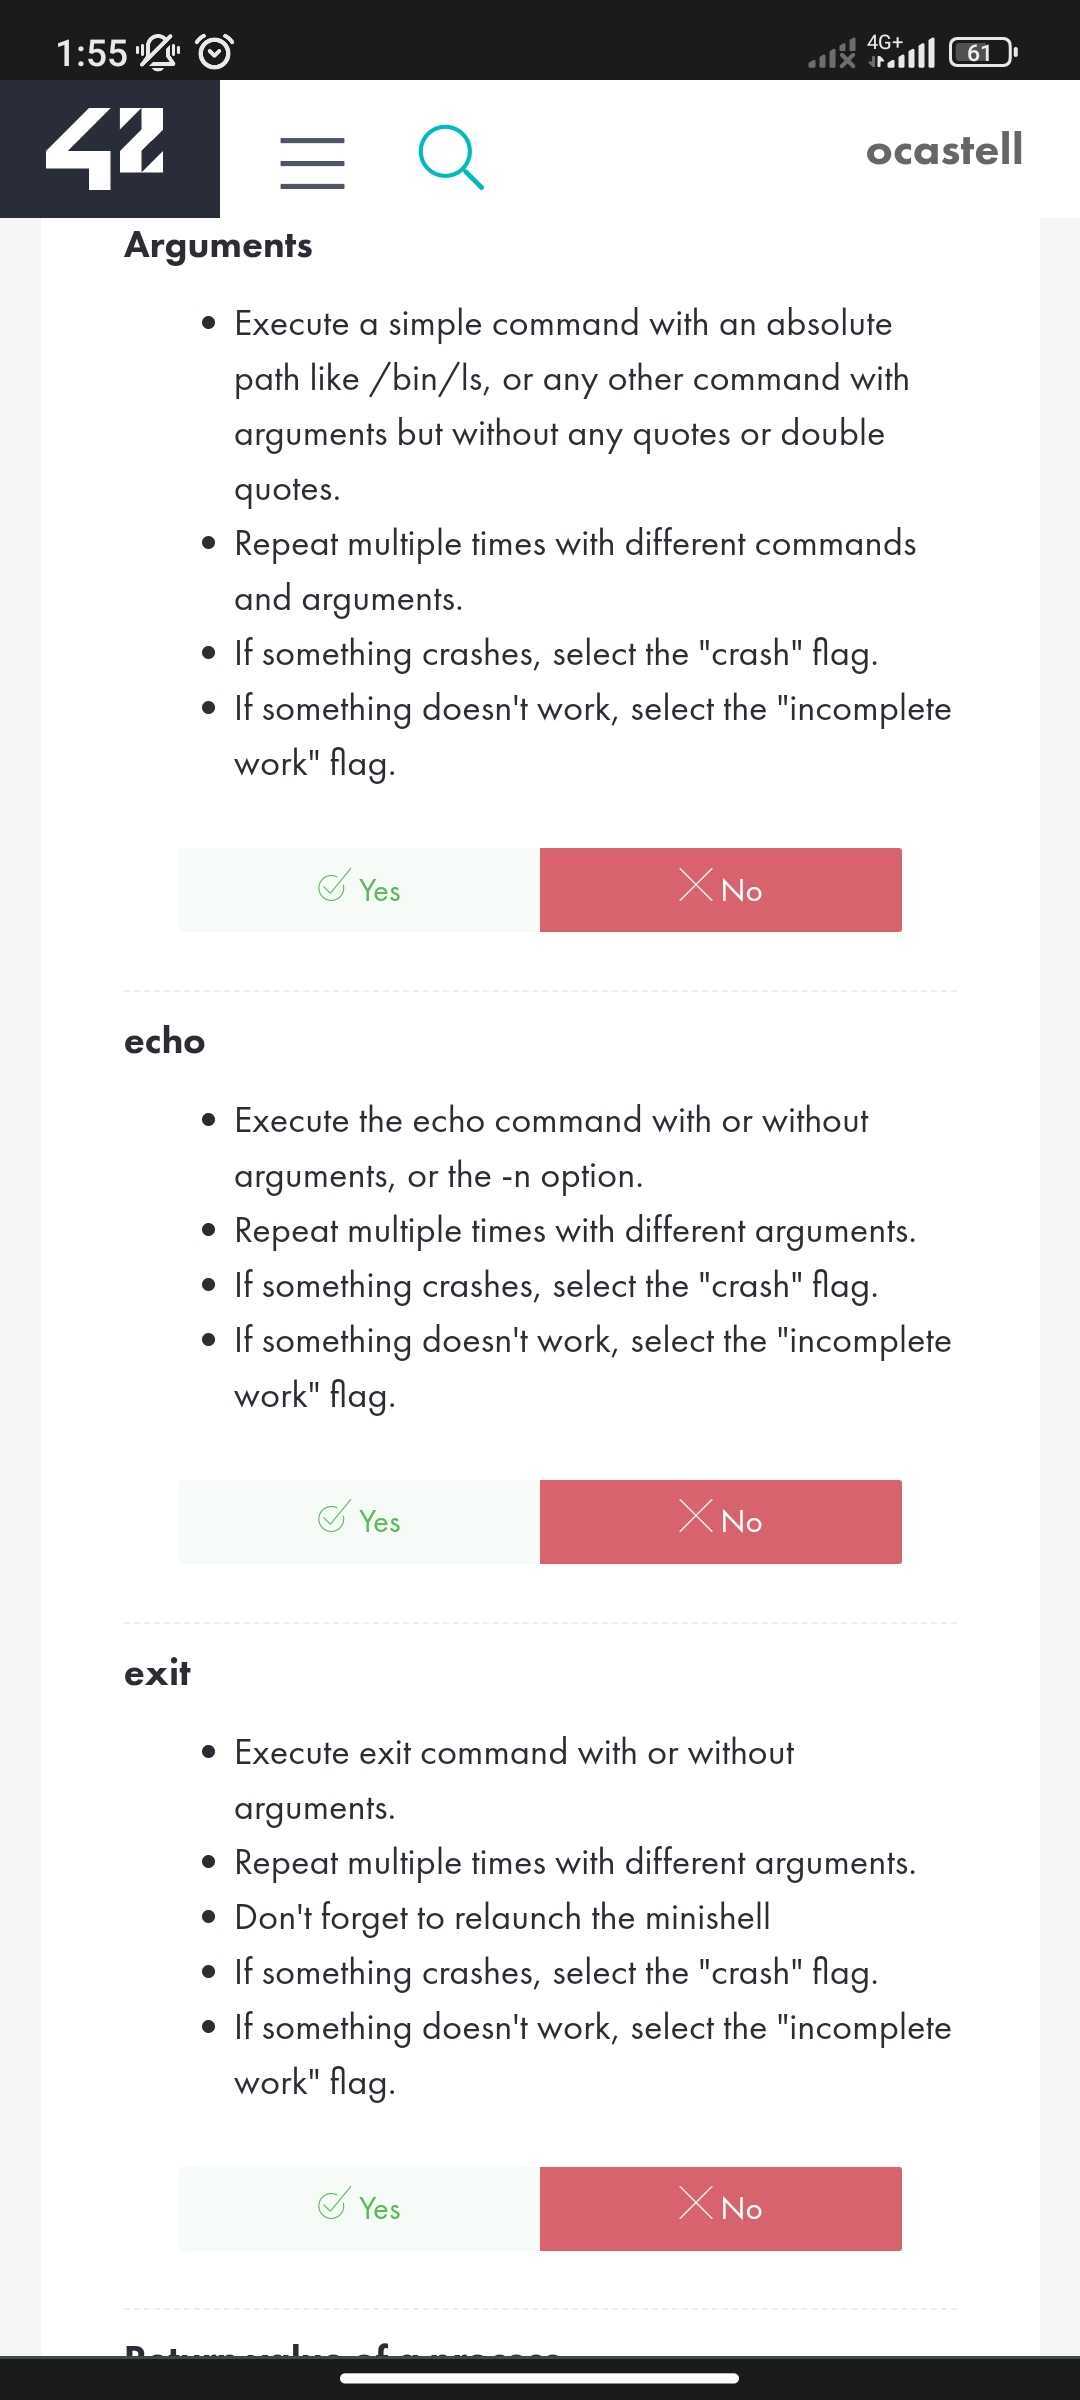 1:55
4G+
61
42
ocastell
Arguments
• Execute a simple command with an absolute
path like /bin/ls, or any other command with
arguments but without any quotes or double
quotes.
• Repeat multiple times with different commands
and arguments.
• If something crashes, select the "crash" flag.
• If something doesn't work, select the "incomplete
work" flag.
Yes
No
echo
• Execute the echo command with or without
arguments, or the -n option.
• Repeat multiple times with different arguments.
• If something crashes, select the "crash" flag.
• If something doesn't work, select the "incomplete
work" flag.
Yes
No
exit
• Execute exit command with or without
arguments.
• Repeat multiple times with different arguments.
• Don't forget to relaunch the minishell
• If something crashes, select the "crash" flag.
• If something doesn't work, select the "incomplete
work" flag.
Yes
No
Return value of a process